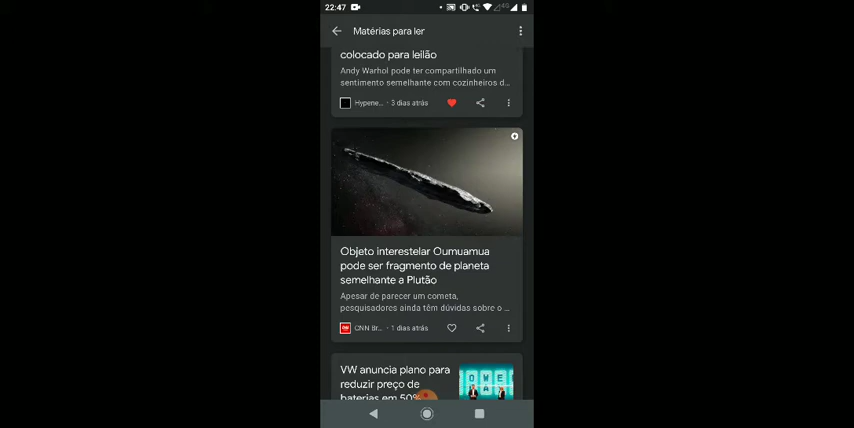 22:47
4G
Matérias para ler
colocado para leilão
Andy Warhol pode ter compartilhado um
sentimento semelhante com cozinheiros d...
Hypene... · 3 dias atrás
Objeto interestelar Oumuamua
pode ser fragmento de planeta
semelhante a Plutão
Apesar de parecer um cometa,
pesquisadores ainda têm dúvidas sobre o ...
CNN Br... · 1 dias atrás
VW anuncia plano para
reduzir preço de
baterias em 50%